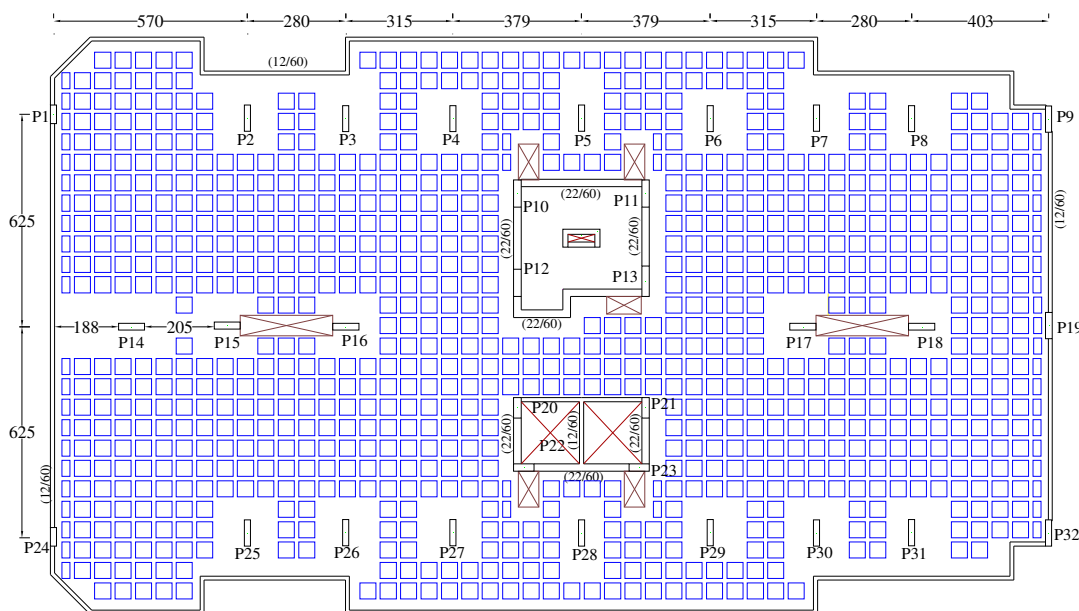 570 280 315 379 379 315 280 403
(12/60)
P1 P2 P3 P4 P5 P6 P7 P8 P9
(22/60)
P10 P11
(12/60)
625
(22/60) (22/60)
P12 P13
(22/60)
188 205
P14 P15 P16 P17 P18 P19
P20 P21
625
(22/60) (12/60) (22/60)
P22
(22/60)
P23
(12/60)
P24 P25 P26 P27 P28 P29 P30 P31 P32